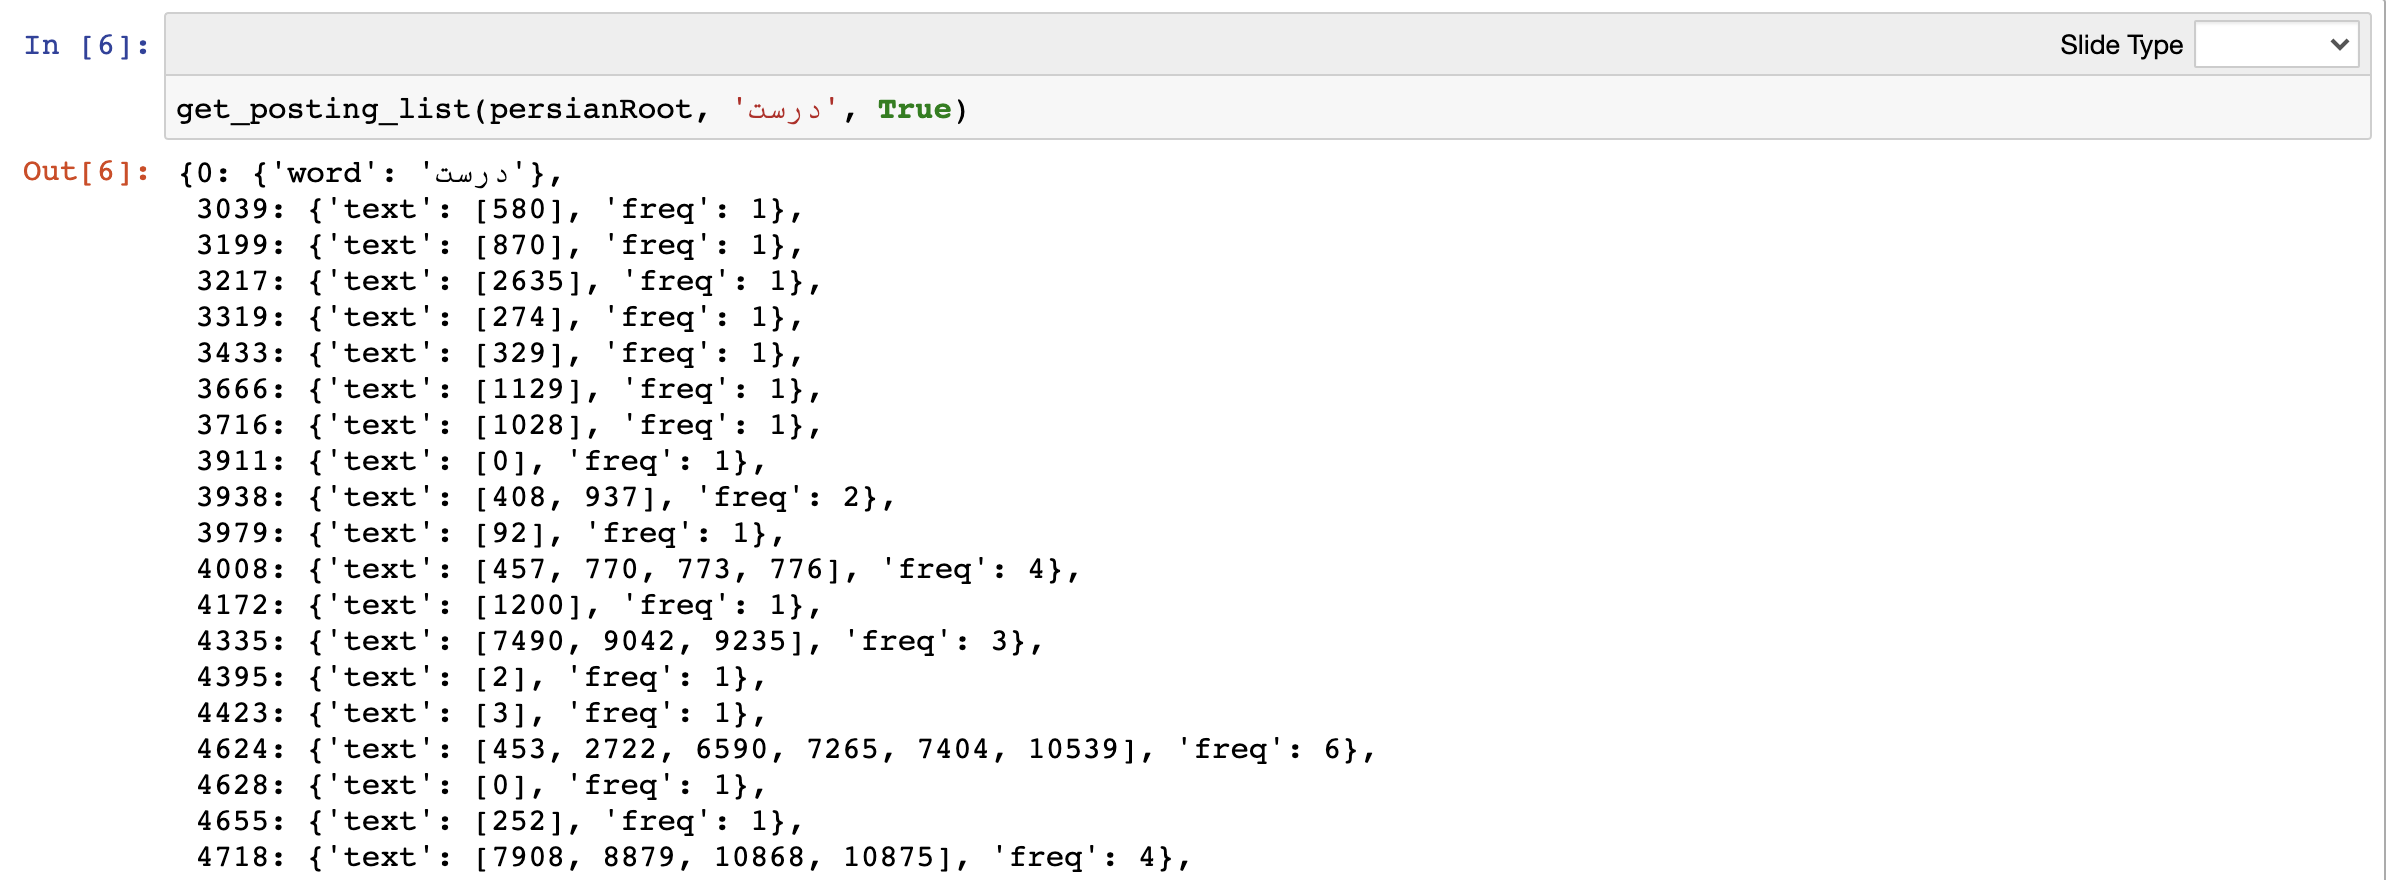 In [6]:
Slide Type
get_posting_list(persianRoot, 'درست', True)
Out[6]: {0: {'word': 'درست'},
3039: {'text': [580], 'freq': 1},
3199: {'text': [870], 'freq': 1},
3217: {'text': [2635], 'freq': 1},
3319: {'text': [274], 'freq': 1},
3433: {'text': [329], 'freq': 1},
3666: {'text': [1129], 'freq': 1},
3716: {'text': [1028], 'freq': 1},
3911: {'text': [0], 'freq': 1},
3938: {'text': [408, 937], 'freq': 2},
3979: {'text': [92], 'freq': 1},
4008: {'text': [457, 770, 773, 776], 'freq': 4},
4172: {'text': [1200], 'freq': 1},
4335: {'text': [7490, 9042, 9235], 'freq': 3},
4395: {'text': [2], 'freq': 1},
4423: {'text': [3], 'freq': 1},
4624: {'text': [453, 2722, 6590, 7265, 7404, 10539], 'freq': 6},
4628: {'text': [0], 'freq': 1},
4655: {'text': [252], 'freq': 1},
4718: {'text': [7908, 8879, 10868, 10875], 'freq': 4},